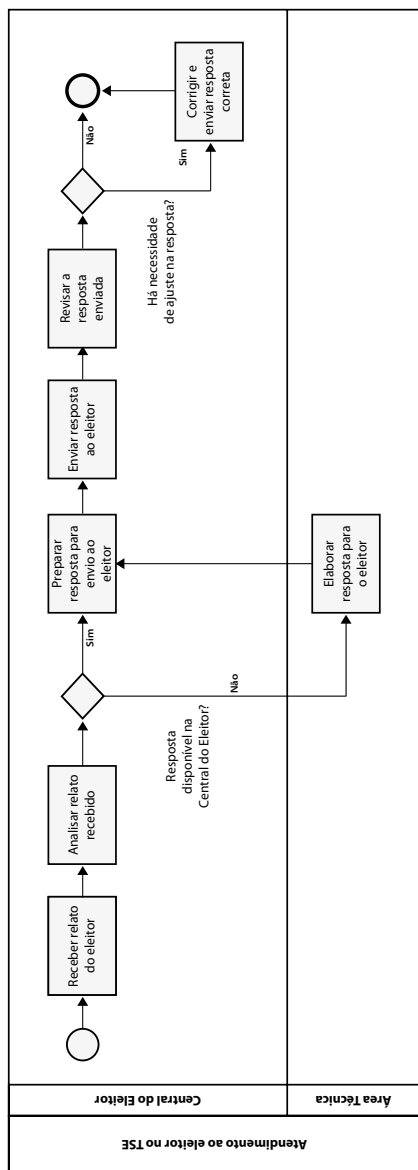 Atendimento ao eleitor no TSE
Central do Eleitor
Área Técnica
Receber relato
do eleitor
Analisar relato
recebido
Resposta
disponível na
Central do Eleitor?
Sim
Não
Elaborar
resposta para
o eleitor
Preparar
resposta para
envio ao
eleitor
Enviar resposta
ao eleitor
Revisar a
resposta
enviada
Há necessidade
de ajuste na resposta?
Não
Sim
Corrigir e
enviar resposta
correta